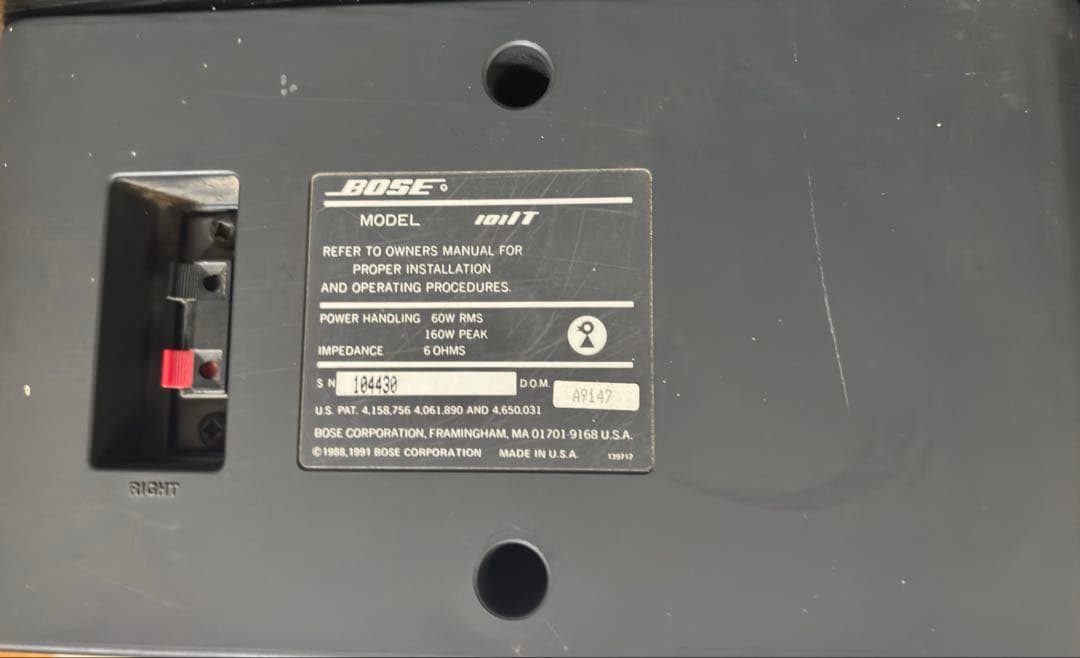 BOSE
MODEL 101IT
REFER TO OWNERS MANUAL FOR
PROPER INSTALLATION
AND OPERATING PROCEDURES.
POWER HANDLING 60W RMS
160W PEAK
IMPEDANCE 6 OHMS
S N 104430 D.O.M. A9147
U.S. PAT. 4,158,756 4,061,890 AND 4,650,031
BOSE CORPORATION, FRAMINGHAM, MA 01701-9168 U.S.A.
©1988,1991 BOSE CORPORATION MADE IN U.S.A. 139717
RIGHT